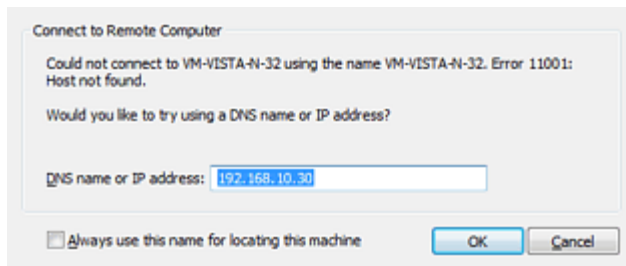 Connect to Remote Computer
Could not connect to VM-VISTA-N-32 using the name VM-VISTA-N-32. Error 11001:
Host not found.
Would you like to try using a DNS name or IP address?
DNS name or IP address: 192.168.10.30
Always use this name for locating this machine
OK Cancel